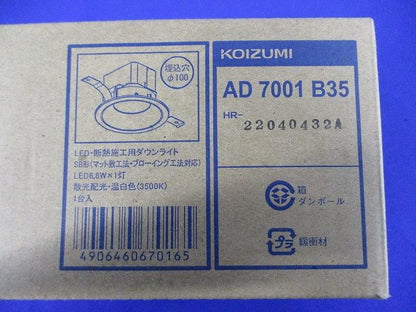 埋込穴
φ100
LED・断熱施工用ダウンライト
SB形(マット敷工法・ブローイング工法対応)
LED6.8W×1灯
散光配光・温白色(3500K)
1台入
4906460670165
KOIZUMI
AD 7001 B35
HR-22040432A
箱
ダンボール
プラ
緩衝材